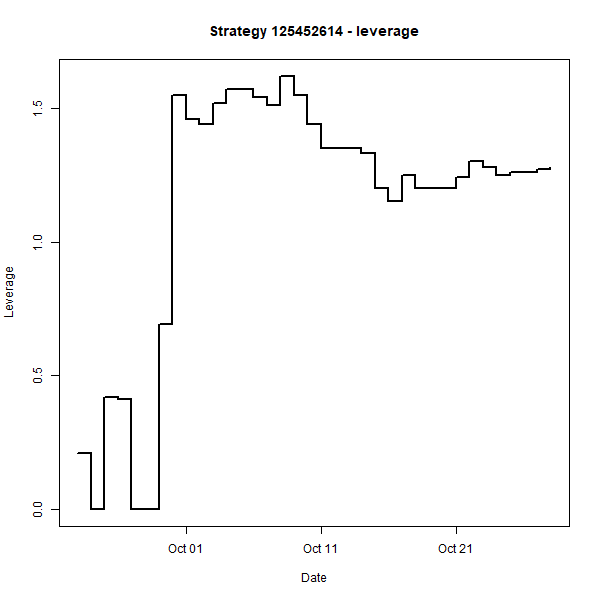 Strategy 125452614 - leverage
Leverage
1.5
1.0
0.5
0.0
Oct 01
Oct 11
Oct 21
Date